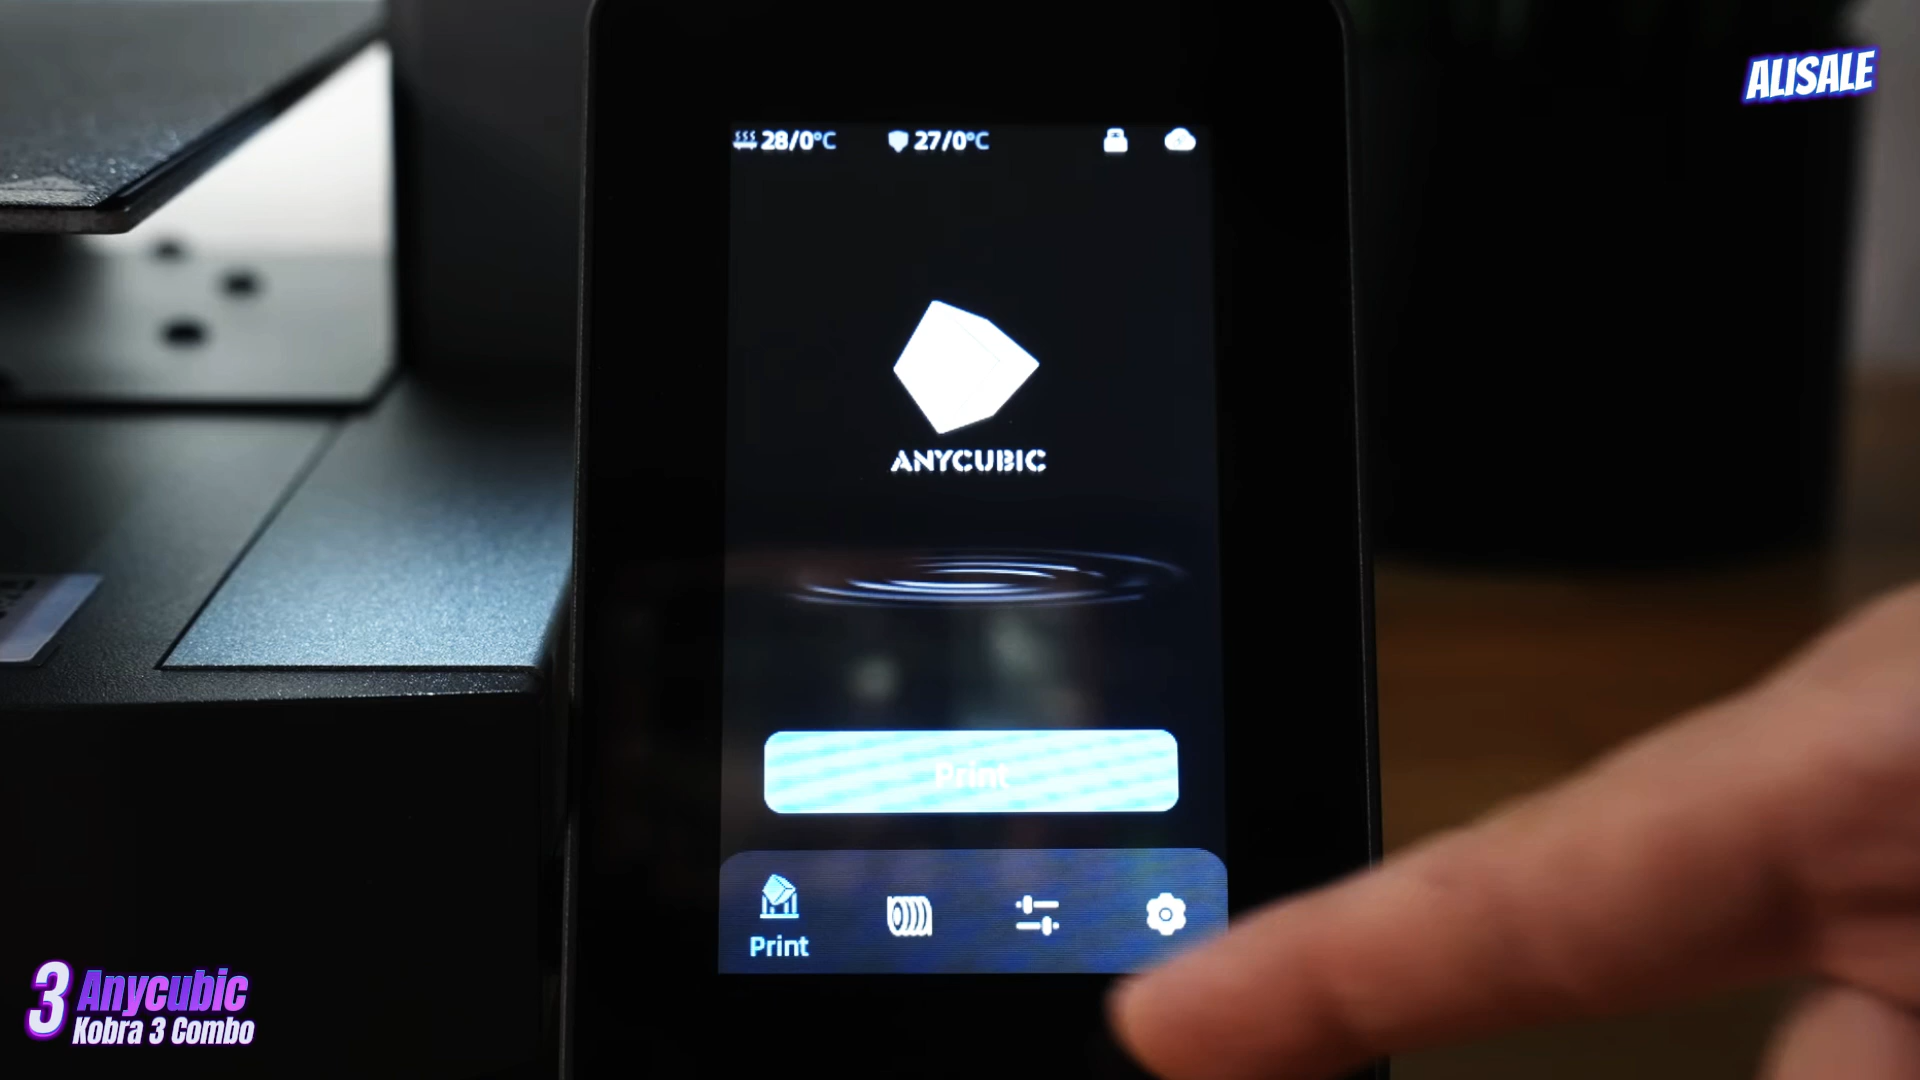 28/0°C 27/0°C
ALISALE
ANYCUBIC
Print
Print
3 Anycubic
Kobra 3 Combo